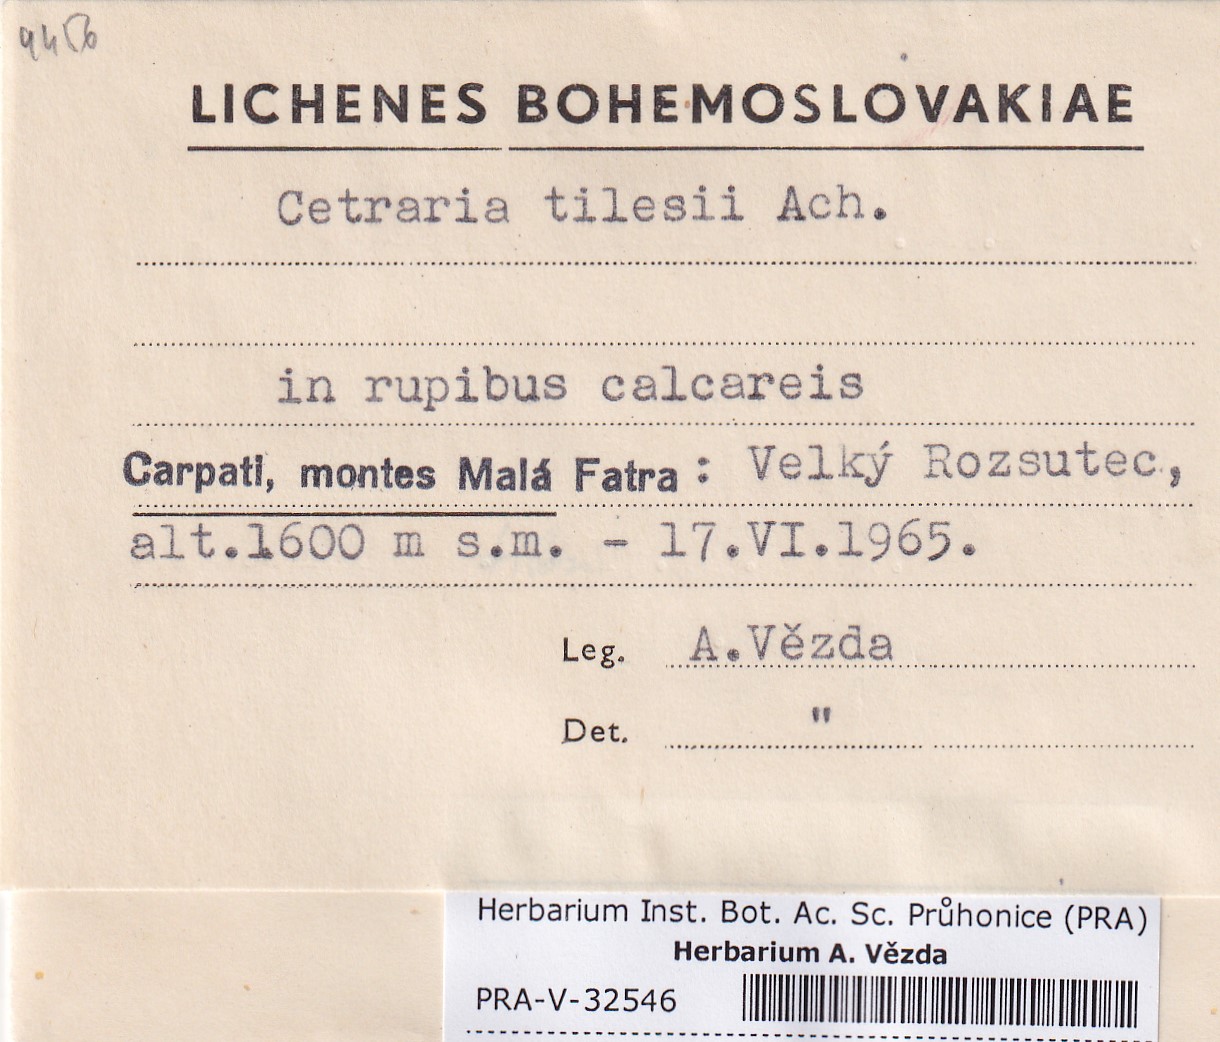 9456
LICHENES BOHEMOSLOVAKIAE
Cetraria tilesii Ach.
in rupibus calcareis
Carpati, montes Malá Fatra : Velký Rozsutec,
alt.1600 m s.m. - 17.VI.1965.
Leg. A.Vězda
Det. "
Herbarium Inst. Bot. Ac. Sc. Průhonice (PRA)
Herbarium A. Vězda
PRA-V-32546